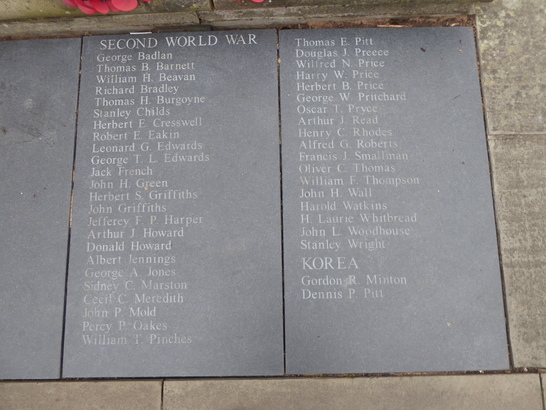 SECOND WORLD WAR
George Badlan
Thomas B. Barnett
William H. Beavan
Richard Bradley
Thomas H. Burgoyne
Stanley Childs
Herbert E. Cresswell
Robert E. Eakin
Leonard G. Edwards
George T. L. Edwards
Jack French
John H. Green
Herbert S. Griffiths
John Griffiths
Jefferey F. P. Harper
Arthur J. Howard
Donald Howard
Albert Jennings
George A. Jones
Sidney C. Marston
Cecil C. Meredith
John P. Mold
Percy P. Oakes
William T. Pinches
Thomas E. Pitt
Douglas J. Preece
Wilfred N. Price
Harry W. Price
Herbert B. Price
George W. Pritchard
Oscar T. Pryce
Arthur J. Read
Henry C. Rhodes
Alfred G. Roberts
Francis J. Smallman
Oliver C. Thomas
William F. Thompson
John H. Wall
Harold Watkins
H. Laurie Whitbread
John L. Woodhouse
Stanley Wright
KOREA
Gordon R. Minton
Dennis P. Pitt